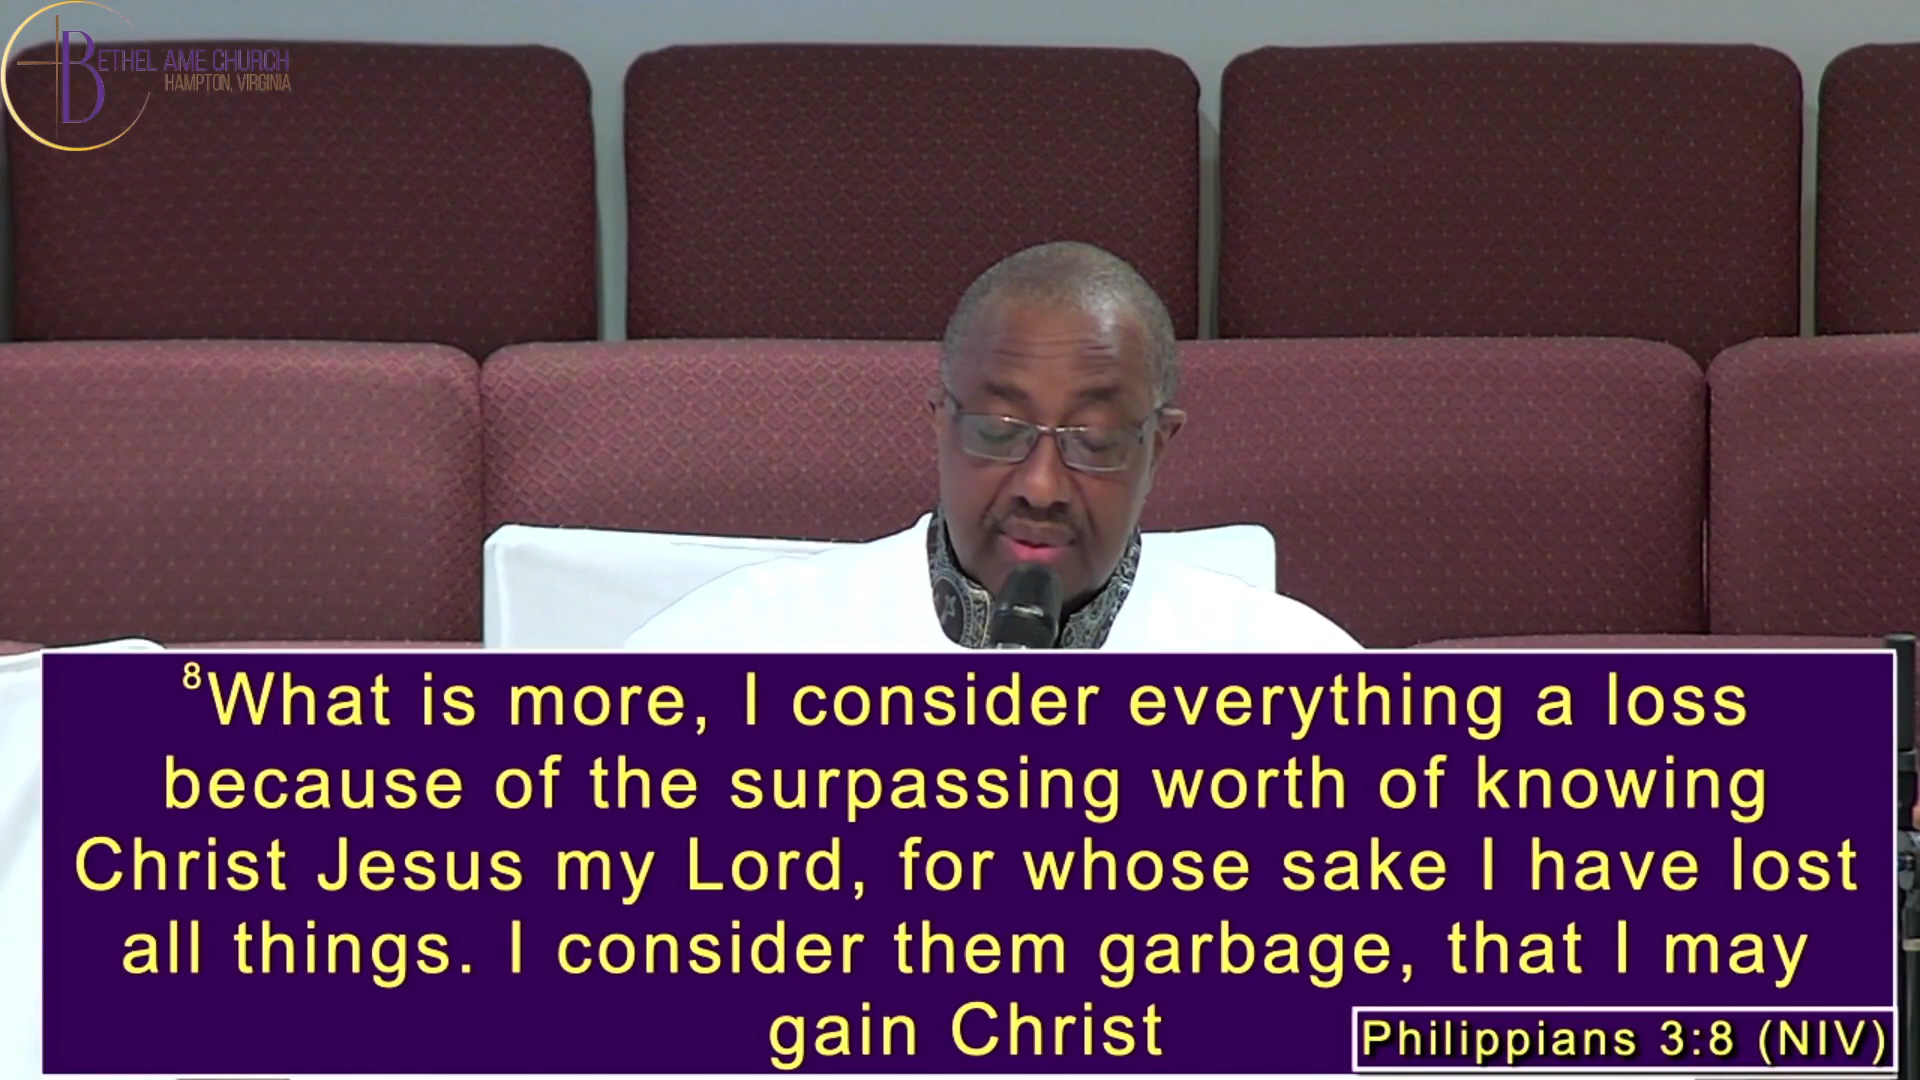 BETHEL AME CHURCH
HAMPTON, VIRGINIA
8What is more, I consider everything a loss
because of the surpassing worth of knowing
Christ Jesus my Lord, for whose sake I have lost
all things. I consider them garbage, that I may
gain Christ
Philippians 3:8 (NIV)